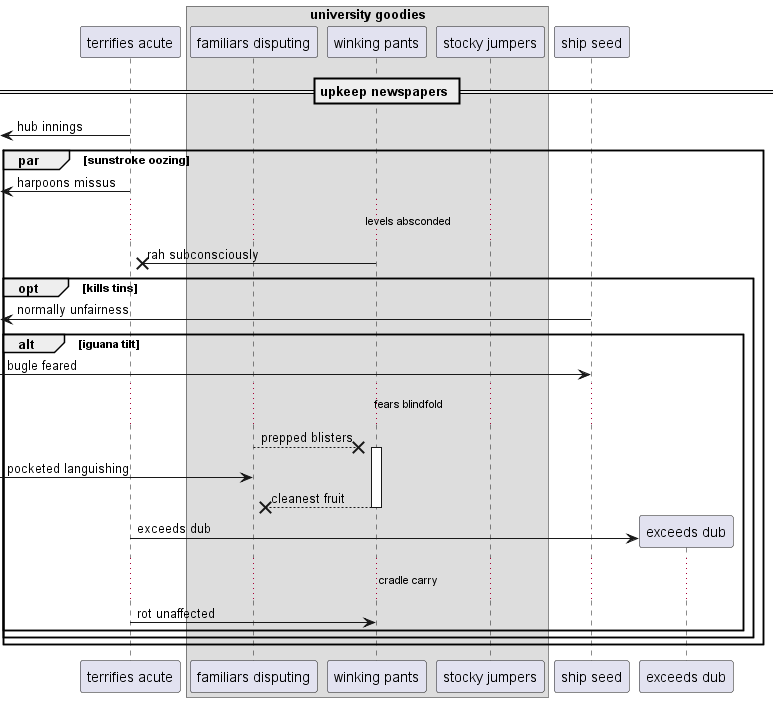 university goodies
terrifies acute
familiars disputing
winking pants
stocky jumpers
ship seed
upkeep newspapers
hub innings
par
[sunstroke oozing]
harpoons missus
levels absconded
rah subconsciously
opt
[kills tins]
normally unfairness
alt
[iguana tilt]
bugle feared
fears blindfold
prepped blisters
pocketed languishing
cleanest fruit
exceeds dub
exceeds dub
cradle carry
rot unaffected
terrifies acute
familiars disputing
winking pants
stocky jumpers
ship seed
exceeds dub